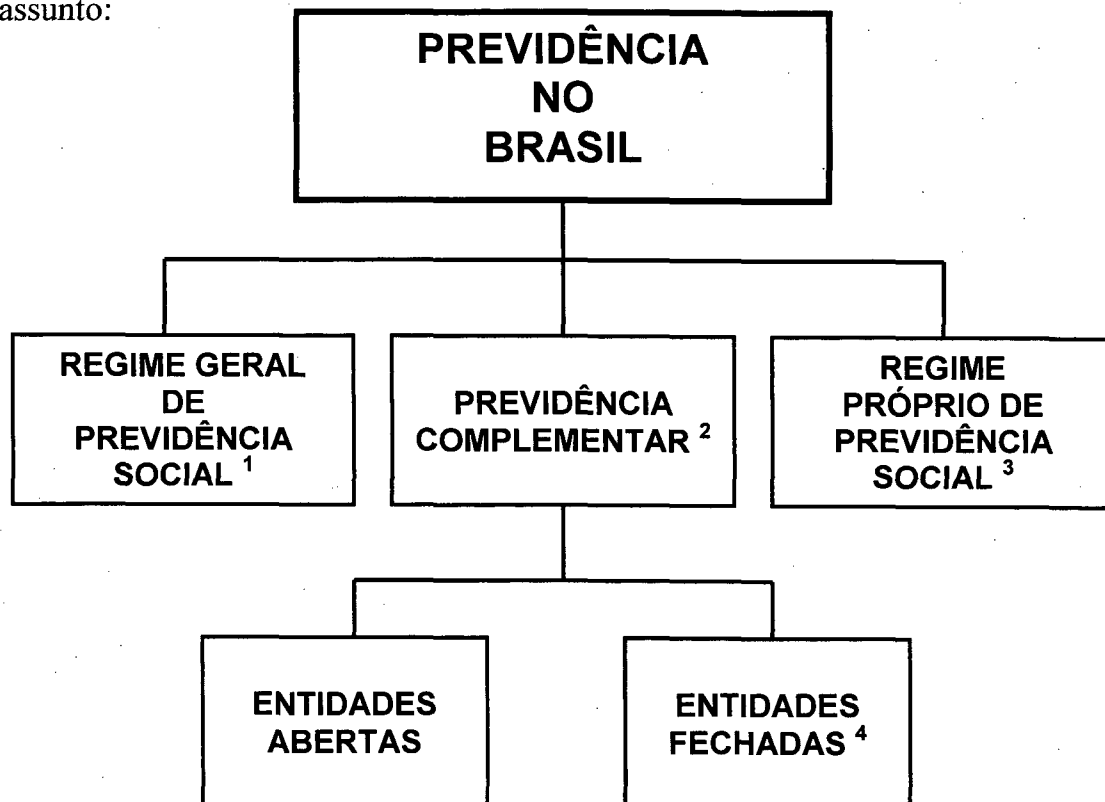 assunto:
PREVIDÊNCIA
NO
BRASIL
REGIME GERAL
DE
PREVIDÊNCIA
SOCIAL ¹
PREVIDÊNCIA
COMPLEMENTAR ²
REGIME
PRÓPRIO DE
PREVIDÊNCIA
SOCIAL ³
ENTIDADES
ABERTAS
ENTIDADES
FECHADAS ⁴